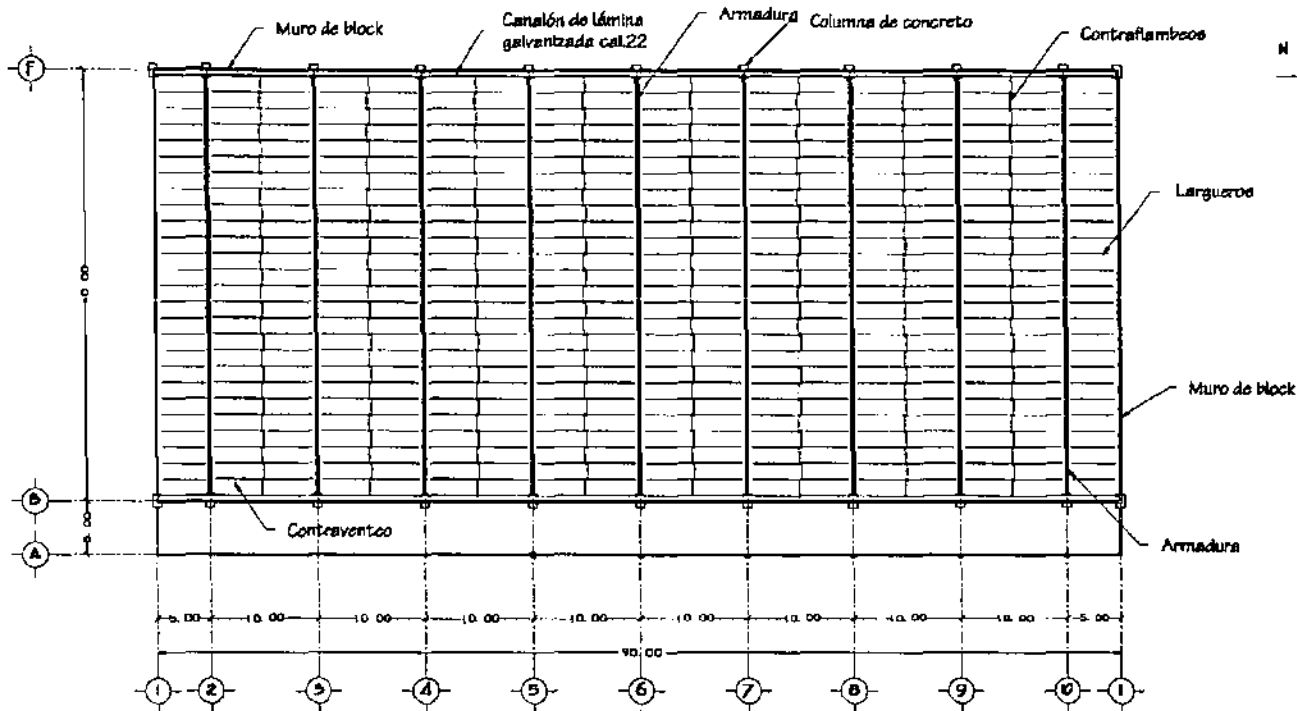 Muro de block
Canalón de lámina
galvanizada cal.22
Armadura
Columna de concreto
Contraflambeos
N
F
Largueros
Muro de block
B
Contraventeo
A
Armadura
5.00
10.00
10.00
10.00
10.00
10.00
10.00
10.00
10.00
5.00
90.00
1
2
3
4
5
6
7
8
9
10
1